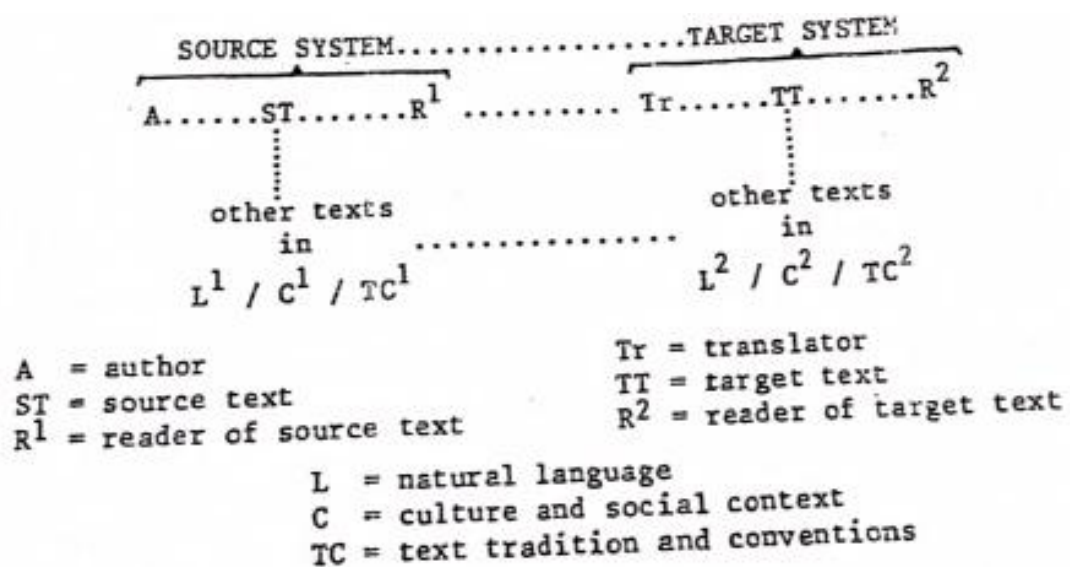 SOURCE SYSTEM..................TARGET SYSTEM
A......ST.......R¹ .......... Tr......TT.......R²
other texts other texts
in ................ in
L¹ / C¹ / TC¹ L² / C² / TC²
A = author Tr = translator
ST = source text TT = target text
R¹ = reader of source text R² = reader of target text
L = natural language
C = culture and social context
TC = text tradition and conventions